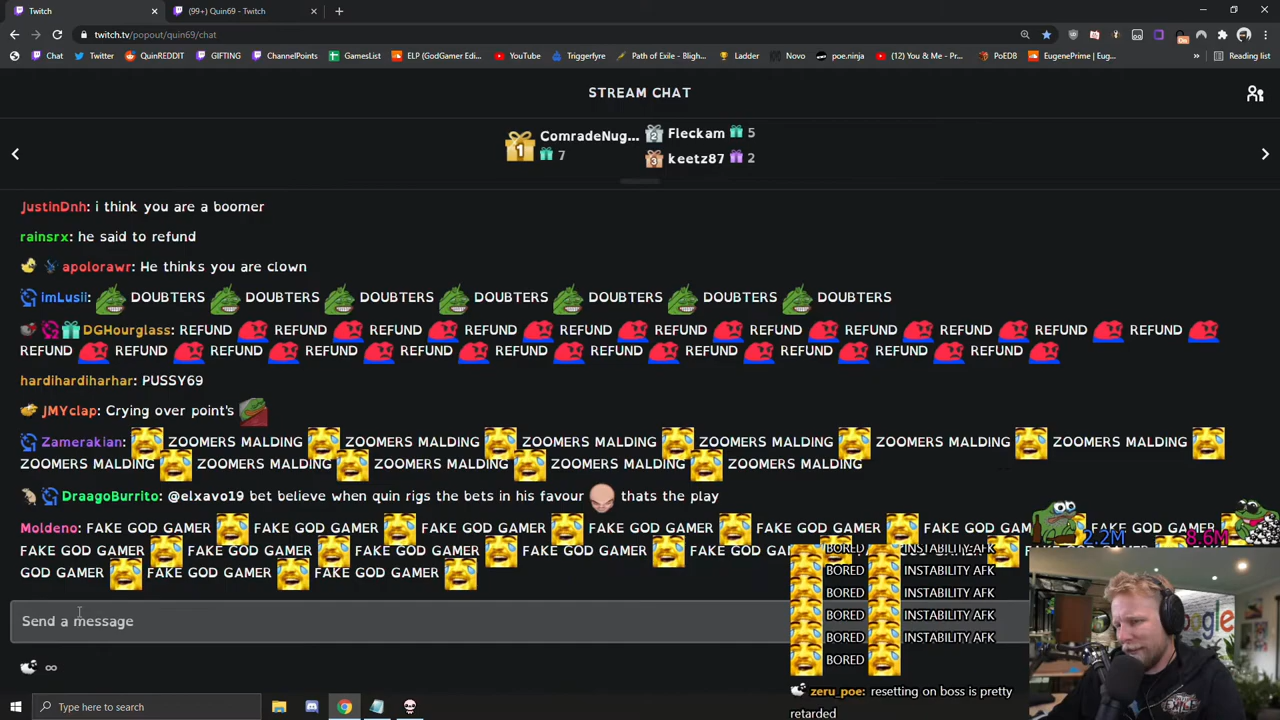 Twitch
(99+) Quin69 - Twitch
twitch.tv/popout/quin69/chat
Chat Twitter QuinREDDIT GIFTING ChannelPoints GamesList ELP (GodGamer Edi... YouTube Triggerfyre Path of Exile - Bligh... Ladder Novo poe.ninja (12) You & Me - Pr... PoEDB EugenePrime | Eug... » Reading list
STREAM CHAT
ComradeNug...
7
Fleckam 5
keetz87 2
JustinDnh: i think you are a boomer
rainsrx: he said to refund
apolorawr: He thinks you are clown
imLusii: DOUBTERS DOUBTERS DOUBTERS DOUBTERS DOUBTERS DOUBTERS DOUBTERS
DGHourglass: REFUND REFUND REFUND REFUND REFUND REFUND REFUND REFUND REFUND REFUND REFUND
REFUND REFUND REFUND REFUND REFUND REFUND REFUND REFUND REFUND REFUND REFUND
hardihardiharhar: PUSSY69
JMYclap: Crying over point's
Zamerakian: ZOOMERS MALDING ZOOMERS MALDING ZOOMERS MALDING ZOOMERS MALDING ZOOMERS MALDING ZOOMERS MALDING
ZOOMERS MALDING ZOOMERS MALDING ZOOMERS MALDING ZOOMERS MALDING
DraagoBurrito: @elxavo19 bet believe when quin rigs the bets in his favour thats the play
Moldeno: FAKE GOD GAMER FAKE GOD GAMER FAKE GOD GAMER FAKE GOD GAMER FAKE GOD GAMER FAKE GOD GAMER FAKE GOD GAMER
FAKE GOD GAMER FAKE GOD GAMER FAKE GOD GAMER FAKE GOD GAMER FAKE GOD
GOD GAMER FAKE GOD GAMER FAKE GOD GAMER
2.2M 8.6M
BORED INSTABILITY AFK
BORED INSTABILITY AFK
BORED INSTABILITY AFK
BORED INSTABILITY AFK
BORED INSTABILITY AFK
BORED
zeru_poe: resetting on boss is pretty
retarded
Send a message
∞
Type here to search